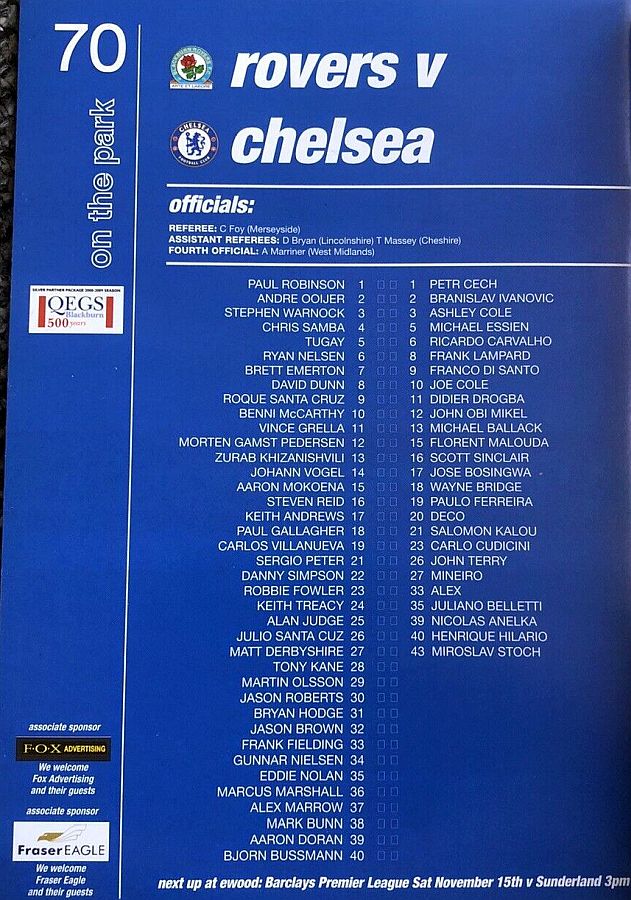 70
on the park
rovers v
chelsea
officials:
REFEREE: C Foy (Merseyside)
ASSISTANT REFEREES: D Bryan (Lincolnshire) T Massey (Cheshire)
FOURTH OFFICIAL: A Marriner (West Midlands)
PAUL ROBINSON 1 1 PETR CECH
ANDRE OOIJER 2 2 BRANISLAV IVANOVIC
STEPHEN WARNOCK 3 3 ASHLEY COLE
CHRIS SAMBA 4 5 MICHAEL ESSIEN
TUGAY 5 6 RICARDO CARVALHO
RYAN NELSEN 6 8 FRANK LAMPARD
BRETT EMERTON 7 9 FRANCO DI SANTO
DAVID DUNN 8 10 JOE COLE
ROQUE SANTA CRUZ 9 11 DIDIER DROGBA
BENNI McCARTHY 10 12 JOHN OBI MIKEL
VINCE GRELLA 11 13 MICHAEL BALLACK
MORTEN GAMST PEDERSEN 12 15 FLORENT MALOUDA
ZURAB KHIZANISHVILI 13 16 SCOTT SINCLAIR
JOHANN VOGEL 14 17 JOSE BOSINGWA
AARON MOKOENA 15 18 WAYNE BRIDGE
STEVEN REID 16 19 PAULO FERREIRA
KEITH ANDREWS 17 20 DECO
PAUL GALLAGHER 18 21 SALOMON KALOU
CARLOS VILLANUEVA 19 23 CARLO CUDICINI
SERGIO PETER 21 26 JOHN TERRY
DANNY SIMPSON 22 27 MINEIRO
ROBBIE FOWLER 23 33 ALEX
KEITH TREACY 24 35 JULIANO BELLETTI
ALAN JUDGE 25 39 NICOLAS ANELKA
JULIO SANTA CUZ 26 40 HENRIQUE HILARIO
MATT DERBYSHIRE 27 43 MIROSLAV STOCH
TONY KANE 28
MARTIN OLSSON 29
JASON ROBERTS 30
BRYAN HODGE 31
JASON BROWN 32
FRANK FIELDING 33
GUNNAR NIELSEN 34
EDDIE NOLAN 35
MARCUS MARSHALL 36
ALEX MARROW 37
MARK BUNN 38
AARON DORAN 39
BJORN BUSSMANN 40
SILVER PARTNER PACKAGE 2008-2009 SEASON
QEGS
Blackburn
500 years
associate sponsor
FOX ADVERTISING
We welcome
Fox Advertising
and their guests
associate sponsor
Fraser EAGLE
We welcome
Fraser Eagle
and their guests
next up at ewood: Barclays Premier League Sat November 15th v Sunderland 3pm
CHELSEA
FOOTBALL CLUB
ARTE ET LABORE